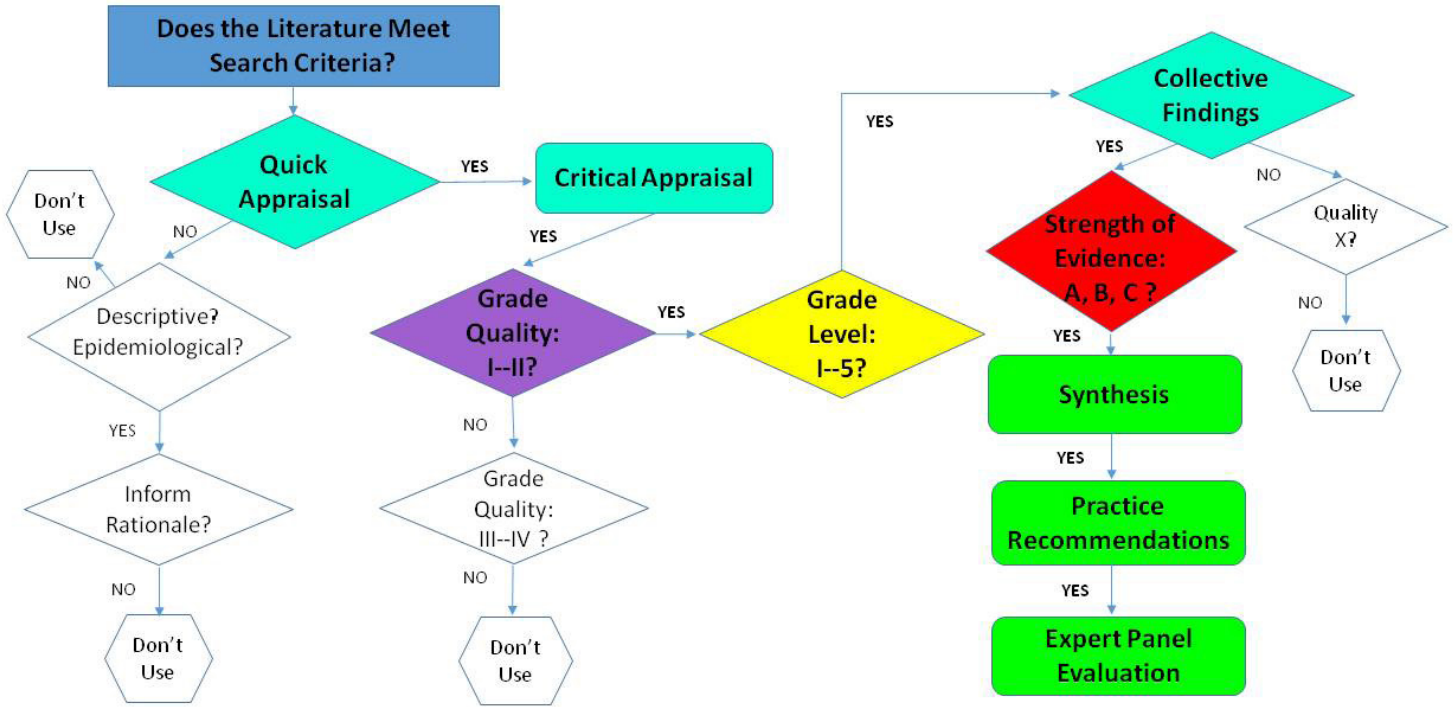 Does the Literature Meet
Search Criteria?
Quick
Appraisal
YES
Critical Appraisal
NO
Don't
Use
NO
Descriptive?
Epidemiological?
YES
Inform
Rationale?
NO
Don't
Use
YES
Grade
Quality:
I--II?
YES
NO
Grade
Quality:
III--IV ?
NO
Don't
Use
Grade
Level:
I--5?
YES
Collective
Findings
YES
NO
Strength of
Evidence:
A, B, C ?
YES
Synthesis
YES
Practice
Recommendations
YES
Expert Panel
Evaluation
Quality
X?
NO
Don't
Use